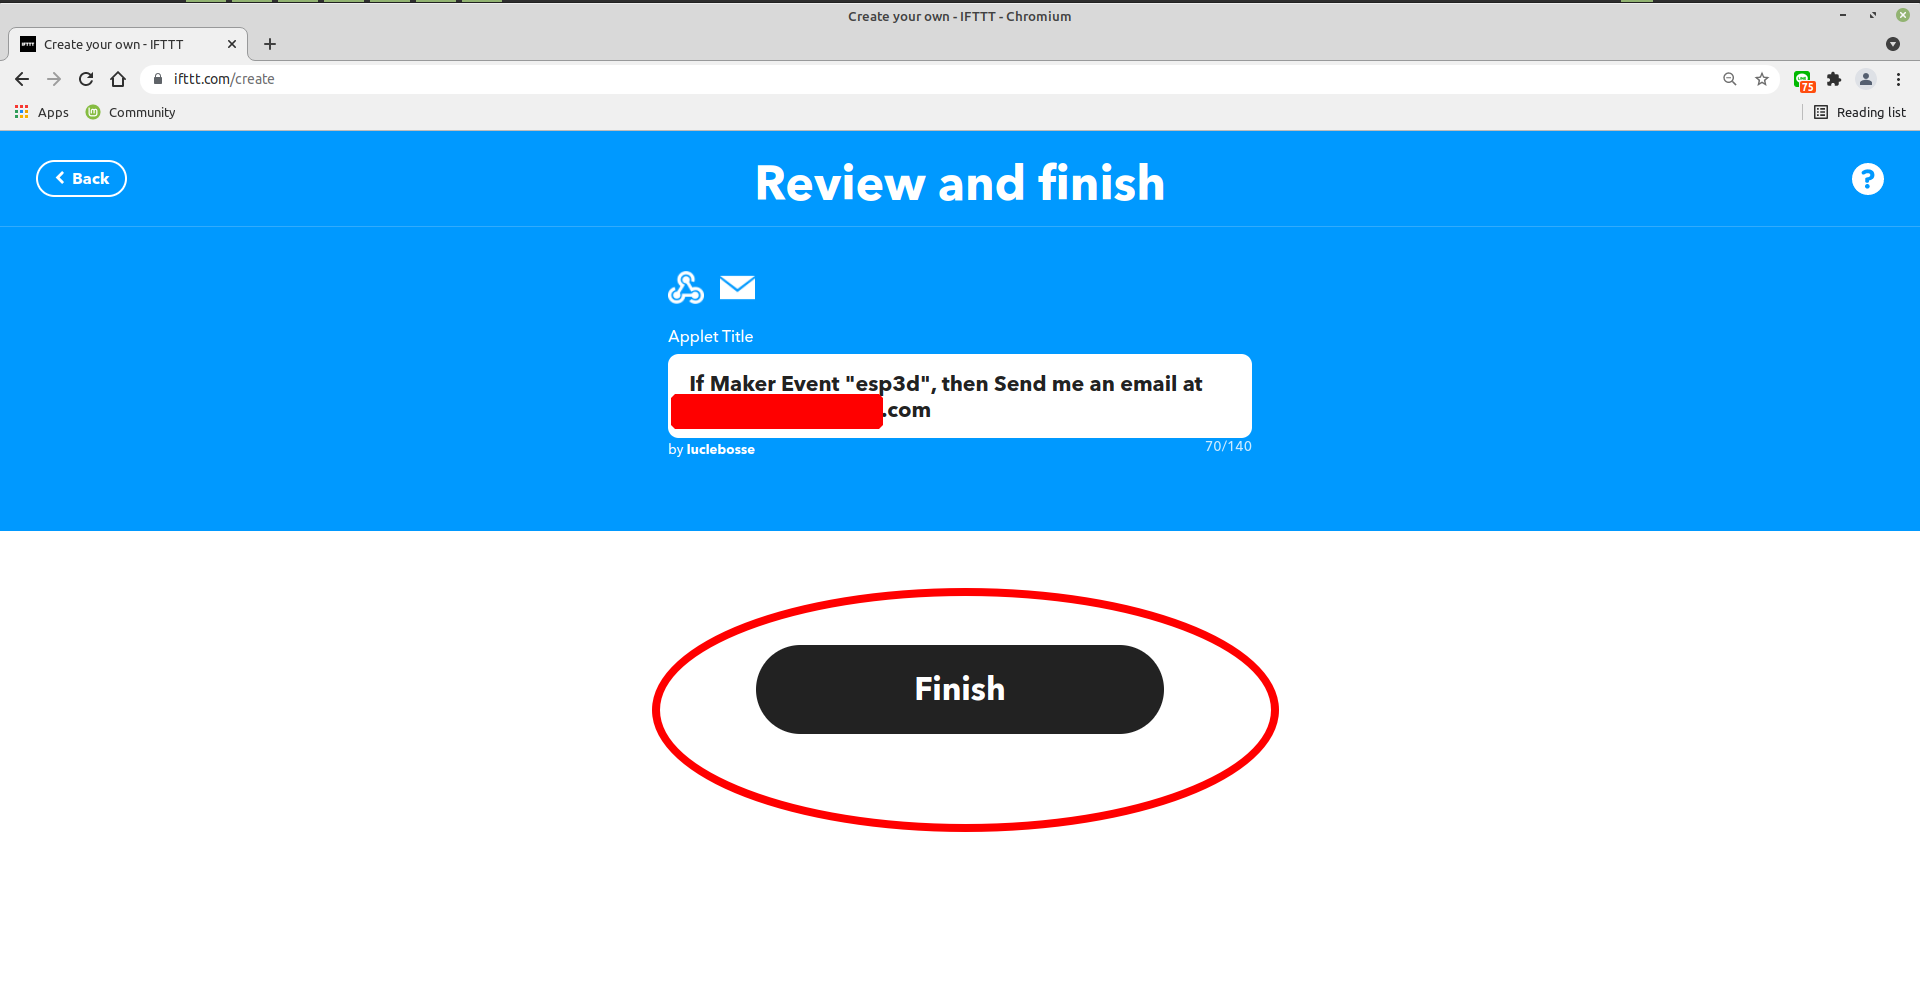 Create your own - IFTTT - Chromium
IFTTT Create your own - IFTTT
ifttt.com/create
75
Apps Community Reading list
Back
Review and finish
?
Applet Title
If Maker Event "esp3d", then Send me an email at
.com
by luclebosse 70/140
Finish